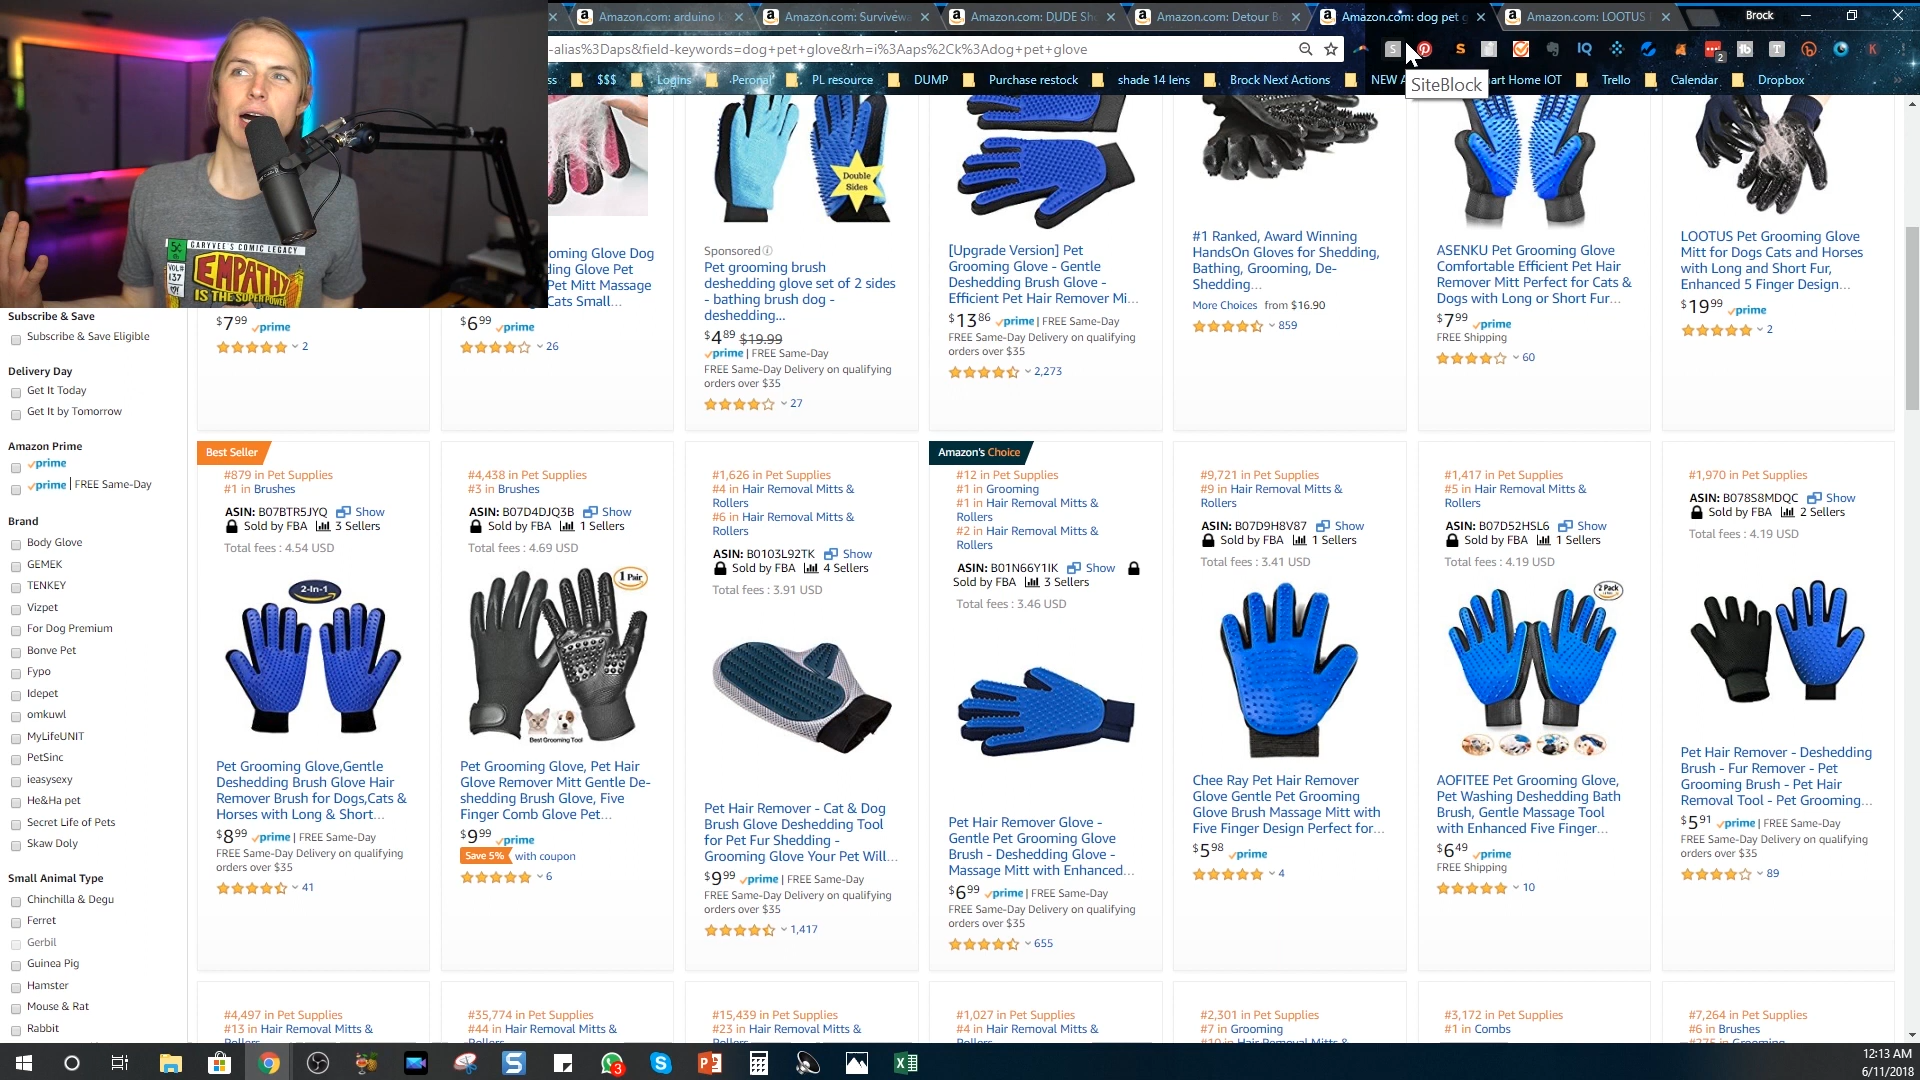 Amazon.com: arduino k
Amazon.com: Surviveware
Amazon.com: DUDE Sh
Amazon.com: Detour B
Amazon.com: dog pet g
Amazon.com: LOOTUS
Brock
-alias%3Daps&field-keywords=dog+pet+glove&rh=i%3Aaps%2Ck%3Adog+pet+glove
ss
$$$
Logins
Peronal
PL resource
DUMP
Purchase restock
shade 14 lens
Brock Next Actions
NEW A
art Home IOT
Trello
Calendar
Dropbox
SiteBlock
GARYVEE'S COMIC LEGACY
5¢
VOL#
137
EMPATHY
IS THE SUPERPOWER
Subscribe & Save
Subscribe & Save Eligible
Delivery Day
Get It Today
Get It by Tomorrow
Amazon Prime
prime
prime | FREE Same-Day
Brand
Body Glove
GEMEK
TENKEY
Vizpet
For Dog Premium
Bonve Pet
Fypo
Idepet
omkuwl
MyLifeUNIT
PetSinc
ieasysexy
He&Ha pet
Secret Life of Pets
Skaw Doly
Small Animal Type
Chinchilla & Degu
Ferret
Gerbil
Guinea Pig
Hamster
Mouse & Rat
Rabbit
$7.99 prime
2
oming Glove Dog
ding Glove Pet
Pet Mitt Massage
Cats Small...
$6.99 prime
26
Double
Sides
Sponsored
Pet grooming brush
deshedding glove set of 2 sides
- bathing brush dog -
deshedding...
$4.89 $19.99
prime | FREE Same-Day
FREE Same-Day Delivery on qualifying
orders over $35
27
[Upgrade Version] Pet
Grooming Glove - Gentle
Deshedding Brush Glove -
Efficient Pet Hair Remover Mi...
$13.86 prime | FREE Same-Day
FREE Same-Day Delivery on qualifying
orders over $35
2,273
#1 Ranked, Award Winning
HandsOn Gloves for Shedding,
Bathing, Grooming, De-
Shedding...
More Choices from $16.90
859
ASENKU Pet Grooming Glove
Comfortable Efficient Pet Hair
Remover Mitt Perfect for Cats &
Dogs with Long or Short Fur...
$7.99 prime
FREE Shipping
60
LOOTUS Pet Grooming Glove
Mitt for Dogs Cats and Horses
with Long and Short Fur,
Enhanced 5 Finger Design...
$19.99 prime
2
Best Seller
#879 in Pet Supplies
#1 in Brushes
ASIN: B07BTR5JYQ Show
Sold by FBA 3 Sellers
Total fees : 4.54 USD
2-In-1
Pet Grooming Glove,Gentle
Deshedding Brush Glove Hair
Remover Brush for Dogs,Cats &
Horses with Long & Short...
$8.99 prime | FREE Same-Day
FREE Same-Day Delivery on qualifying
orders over $35
41
#4,438 in Pet Supplies
#3 in Brushes
ASIN: B07D4DJQ3B Show
Sold by FBA 1 Sellers
Total fees : 4.69 USD
1 Pair
Best Grooming Tool
Pet Grooming Glove, Pet Hair
Glove Remover Mitt Gentle De-
shedding Brush Glove, Five
Finger Comb Glove Pet...
$9.99 prime
Save 5% with coupon
6
#1,626 in Pet Supplies
#4 in Hair Removal Mitts &
Rollers
#6 in Hair Removal Mitts &
Rollers
ASIN: B0103L92TK Show
Sold by FBA 4 Sellers
Total fees : 3.91 USD
Pet Hair Remover - Cat & Dog
Brush Glove Deshedding Tool
for Pet Fur Shedding -
Grooming Glove Your Pet Will...
$9.99 prime | FREE Same-Day
FREE Same-Day Delivery on qualifying
orders over $35
1,417
Amazon's Choice
#12 in Pet Supplies
#1 in Grooming
#1 in Hair Removal Mitts &
Rollers
#2 in Hair Removal Mitts &
Rollers
ASIN: B01N66Y1IK Show
Sold by FBA 3 Sellers
Total fees : 3.46 USD
Pet Hair Remover Glove -
Gentle Pet Grooming Glove
Brush - Deshedding Glove -
Massage Mitt with Enhanced...
$6.99 prime | FREE Same-Day
FREE Same-Day Delivery on qualifying
orders over $35
655
#9,721 in Pet Supplies
#9 in Hair Removal Mitts &
Rollers
ASIN: B07D9H8V87 Show
Sold by FBA 1 Sellers
Total fees : 3.41 USD
Chee Ray Pet Hair Remover
Glove Gentle Pet Grooming
Glove Brush Massage Mitt with
Five Finger Design Perfect for...
$5.98 prime
4
#1,417 in Pet Supplies
#5 in Hair Removal Mitts &
Rollers
ASIN: B07D52HSL6 Show
Sold by FBA 1 Sellers
Total fees : 4.19 USD
2 Pack
AOFITEE Pet Grooming Glove,
Pet Washing Deshedding Bath
Brush, Gentle Massage Tool
with Enhanced Five Finger...
$6.49 prime
FREE Shipping
10
#1,970 in Pet Supplies
ASIN: B078S8MDQC Show
Sold by FBA 2 Sellers
Total fees : 4.19 USD
Pet Hair Remover - Deshedding
Brush - Fur Remover - Pet
Grooming Brush - Pet Hair
Removal Tool - Pet Grooming...
$5.91 prime | FREE Same-Day
FREE Same-Day Delivery on qualifying
orders over $35
89
#4,497 in Pet Supplies
#13 in Hair Removal Mitts &
Rollers
#35,774 in Pet Supplies
#44 in Hair Removal Mitts &
Rollers
#15,439 in Pet Supplies
#23 in Hair Removal Mitts &
Rollers
#1,027 in Pet Supplies
#4 in Hair Removal Mitts &
Rollers
#2,301 in Pet Supplies
#7 in Grooming
#10 in Hair Removal Mitts &
#3,172 in Pet Supplies
#1 in Combs
#7,264 in Pet Supplies
#6 in Brushes
#275 in Grooming
12:13 AM
6/11/2018